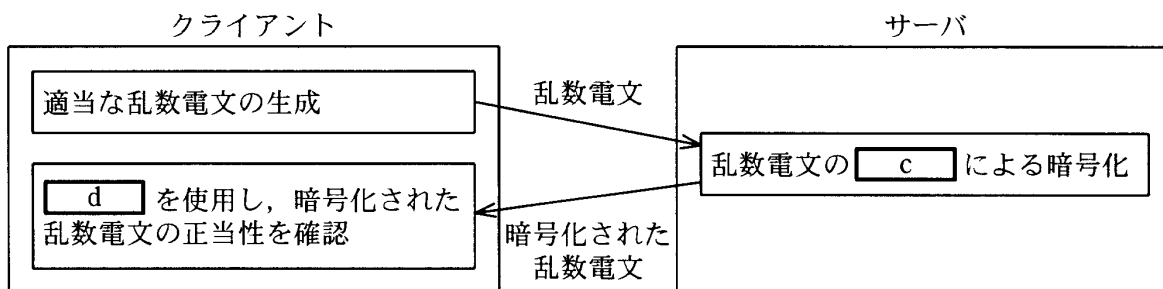 クライアント
サーバ
適当な乱数電文の生成
乱数電文
乱数電文の c による暗号化
d を使用し，暗号化された
乱数電文の正当性を確認
暗号化された
乱数電文